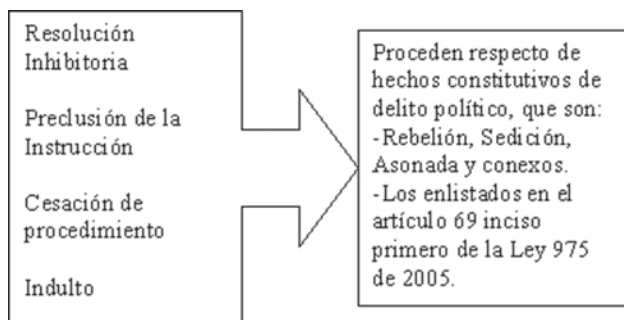 Resolución
Inhibitoria
Preclusión de la
Instrucción
Cesación de
procedimiento
Indulto
Proceden respecto de
hechos constitutivos de
delito político, que son:
-Rebelión, Sedición,
Asonada y conexos.
-Los enlistados en el
artículo 69 inciso
primero de la Ley 975
de 2005.